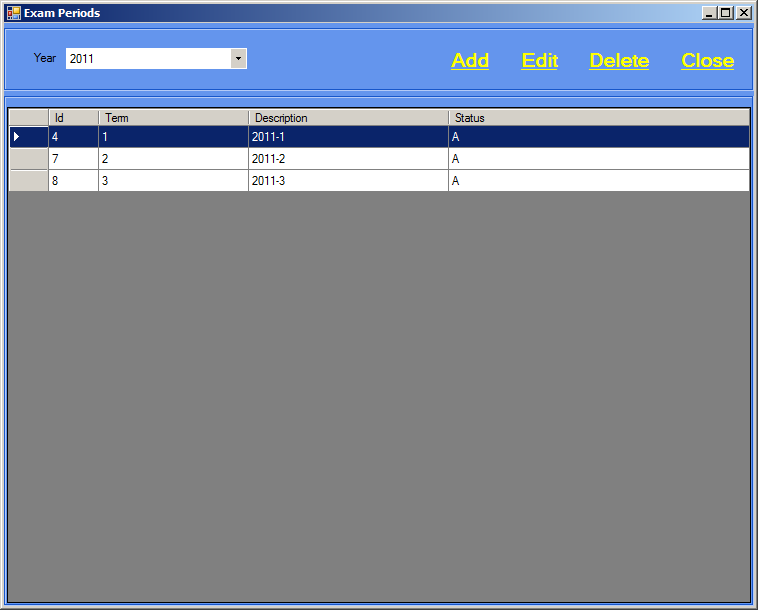 Exam Periods
Year 2011 Add Edit Delete Close
Id Term Description Status
4 1 2011-1 A
7 2 2011-2 A
8 3 2011-3 A